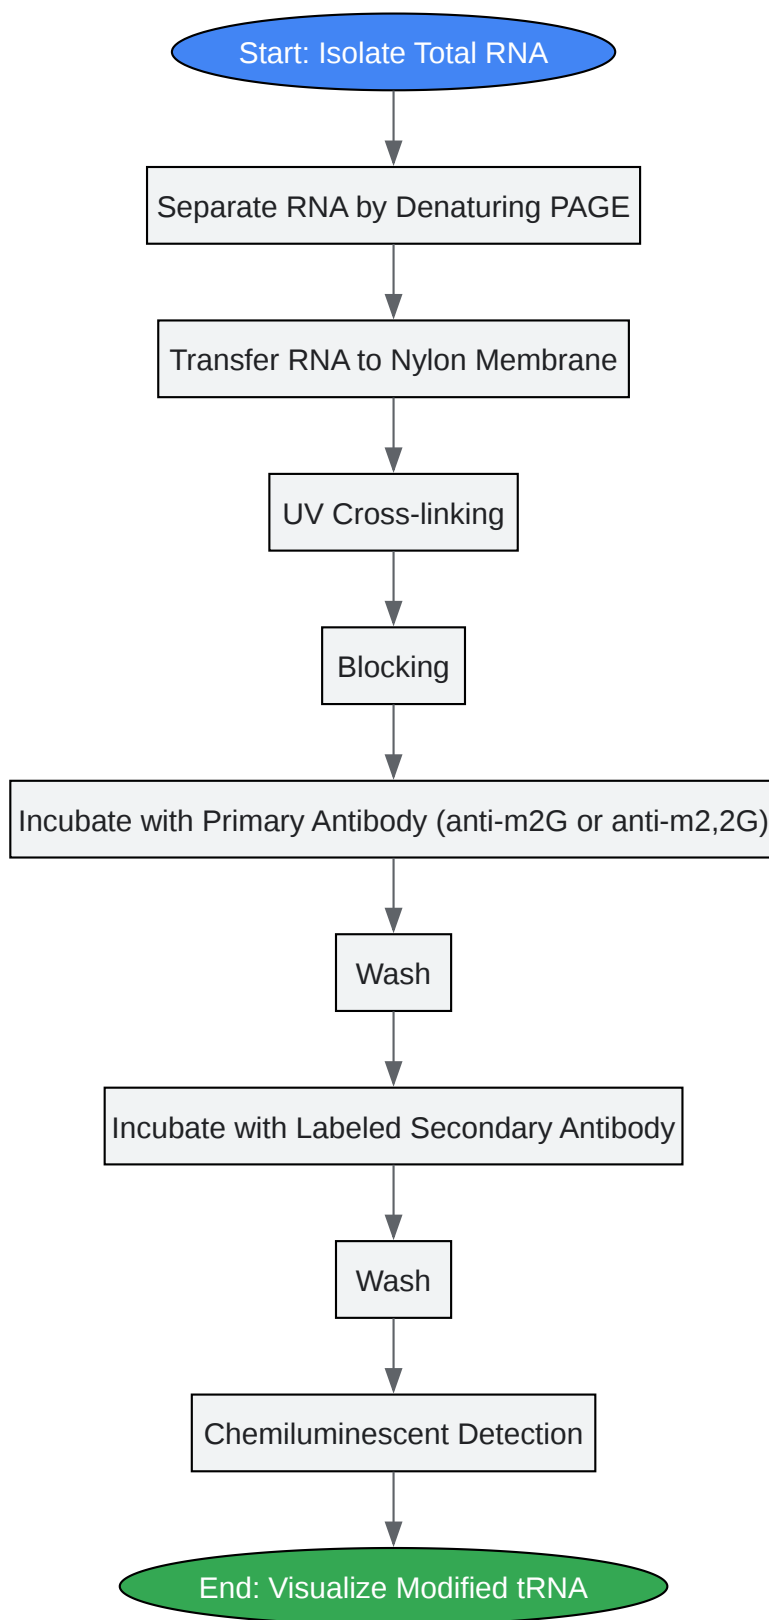 Start: Isolate Total RNA
Separate RNA by Denaturing PAGE
Transfer RNA to Nylon Membrane
UV Cross-linking
Blocking
Incubate with Primary Antibody (anti-m2G or anti-m2,2G)
Wash
Incubate with Labeled Secondary Antibody
Wash
Chemiluminescent Detection
End: Visualize Modified tRNA